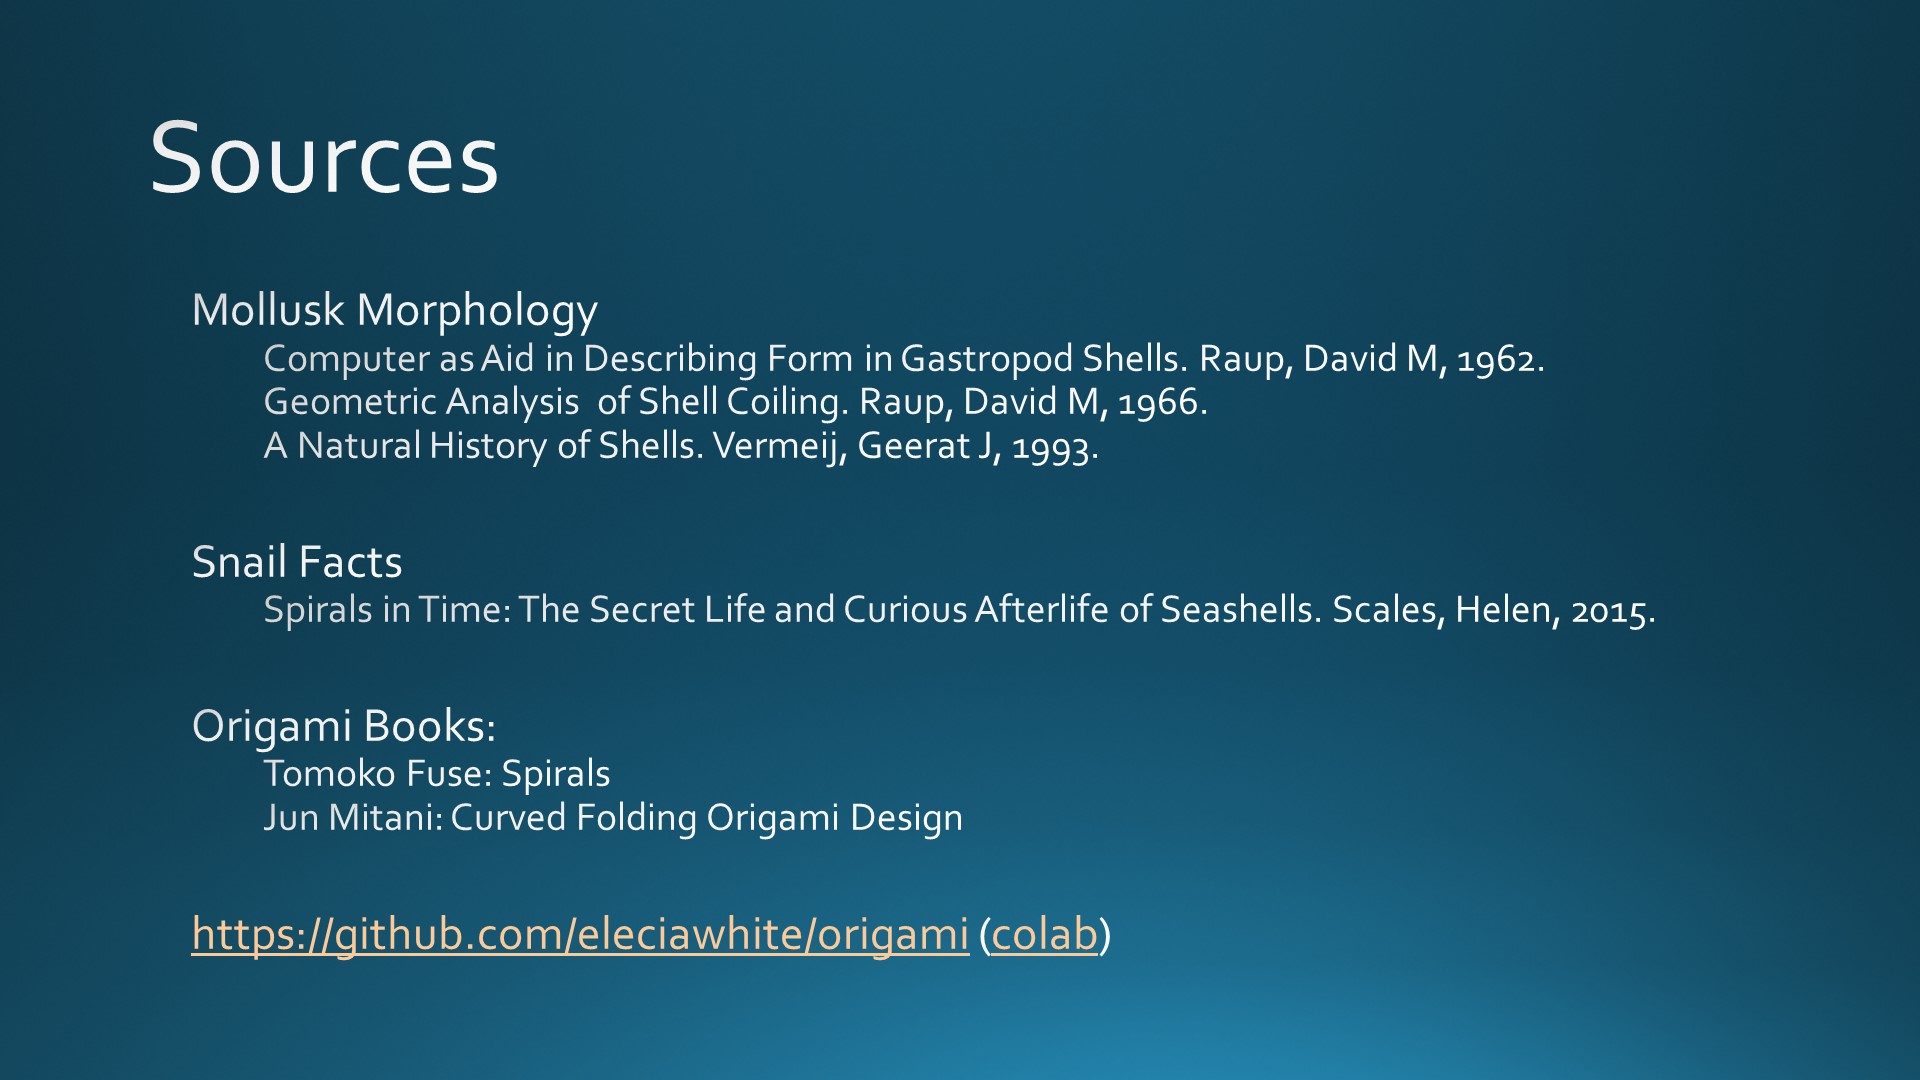 Sources
Mollusk Morphology
Computer as Aid in Describing Form in Gastropod Shells. Raup, David M, 1962.
Geometric Analysis  of Shell Coiling. Raup, David M, 1966.
A Natural History of Shells. Vermeij, Geerat J, 1993.
Snail Facts
Spirals in Time: The Secret Life and Curious Afterlife of Seashells. Scales, Helen, 2015.
Origami Books:
Tomoko Fuse: Spirals
Jun Mitani: Curved Folding Origami Design
https://github.com/eleciawhite/origami (colab)